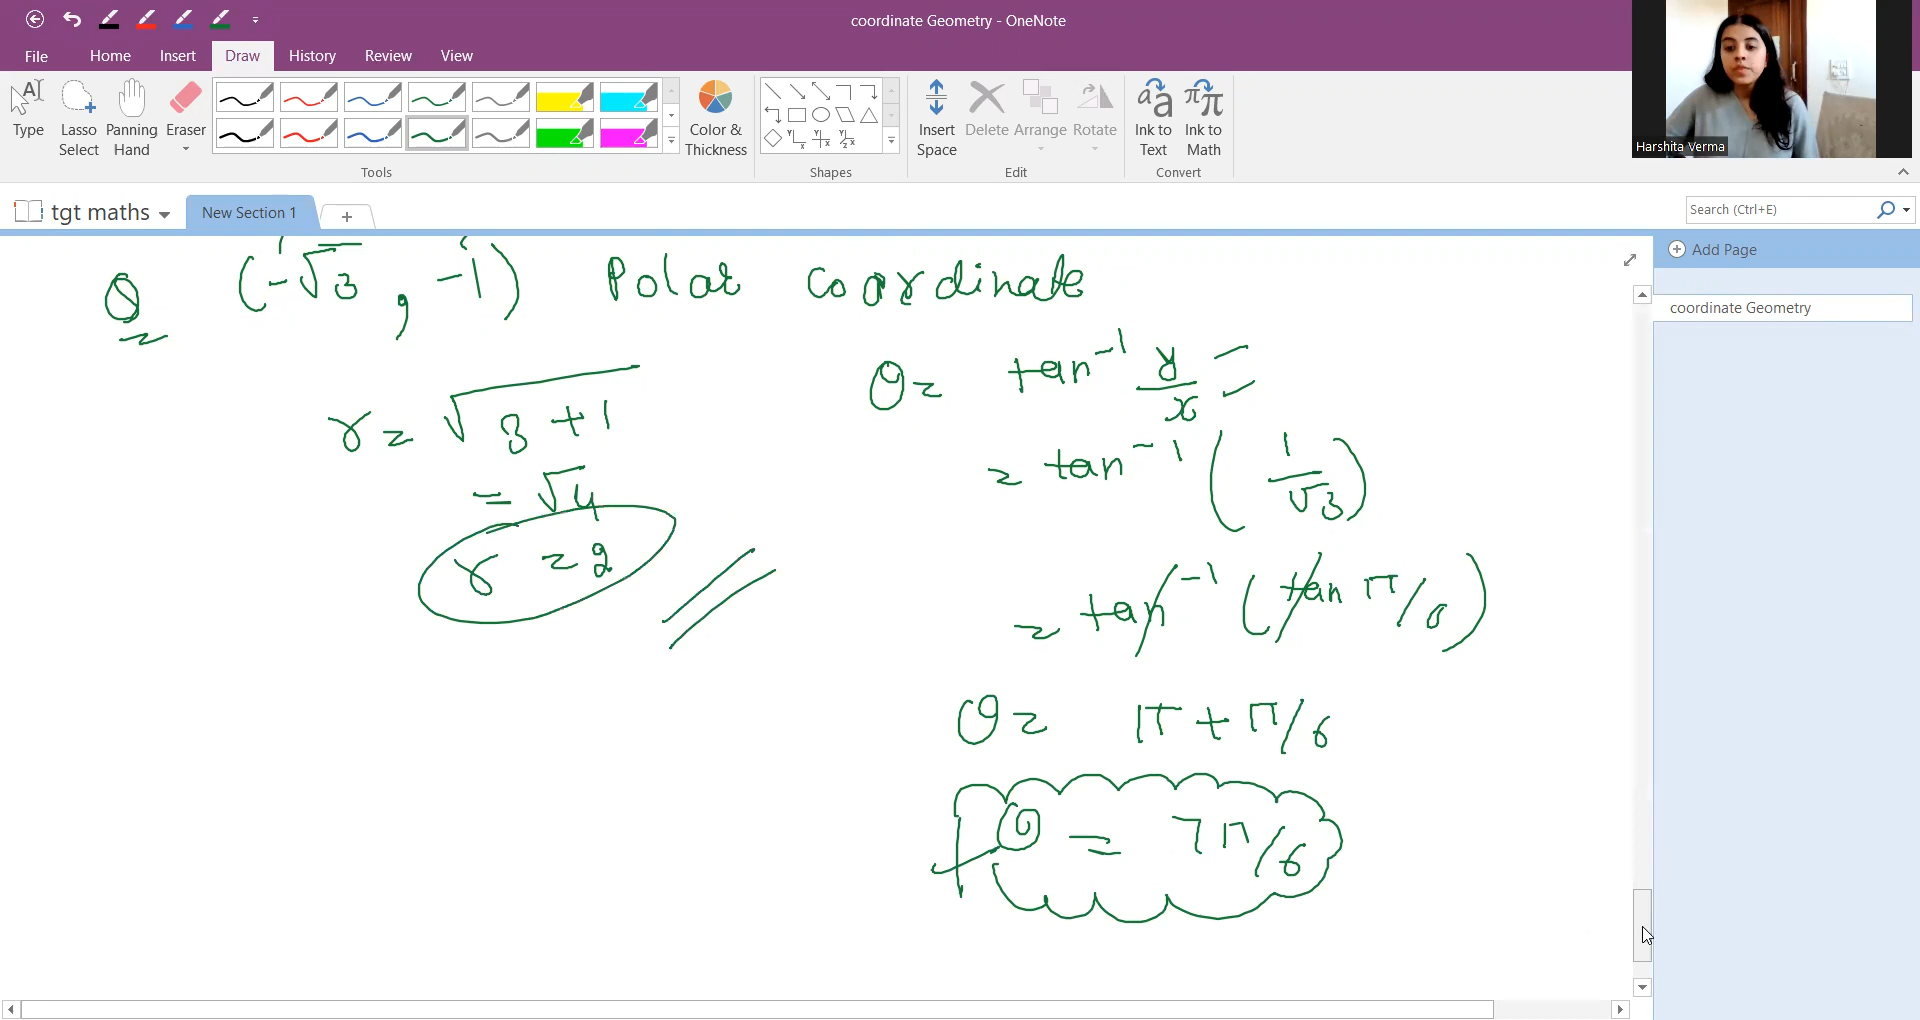 coordinate Geometry - OneNote
File Home Insert Draw History Review View
Type Lasso Select Panning Hand Eraser Color & Thickness Insert Space Delete Arrange Rotate Ink to Text Ink to Math
Tools Shapes Edit Convert
Harshita Verma
tgt maths New Section 1 + Search (Ctrl+E)
Add Page
coordinate Geometry
Q (-√3, -1) Polar coordinate
θ = tan⁻¹ y/x =
r = √3+1
= tan⁻¹ (1/√3)
= √4
r = 2
= tan⁻¹ (tan π/6)
θ = π + π/6
θ = 7π/6